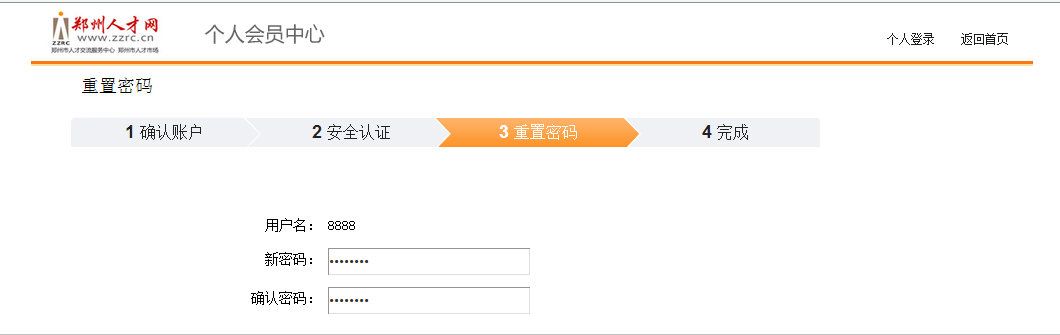 郑州人才网
www.zzrc.cn
ZZRC
郑州市人才交流服务中心 郑州市人才市场
个人会员中心
个人登录 返回首页
重置密码
1 确认账户 2 安全认证 3 重置密码 4 完成
用户名： 8888
新密码： ••••••••
确认密码： ••••••••